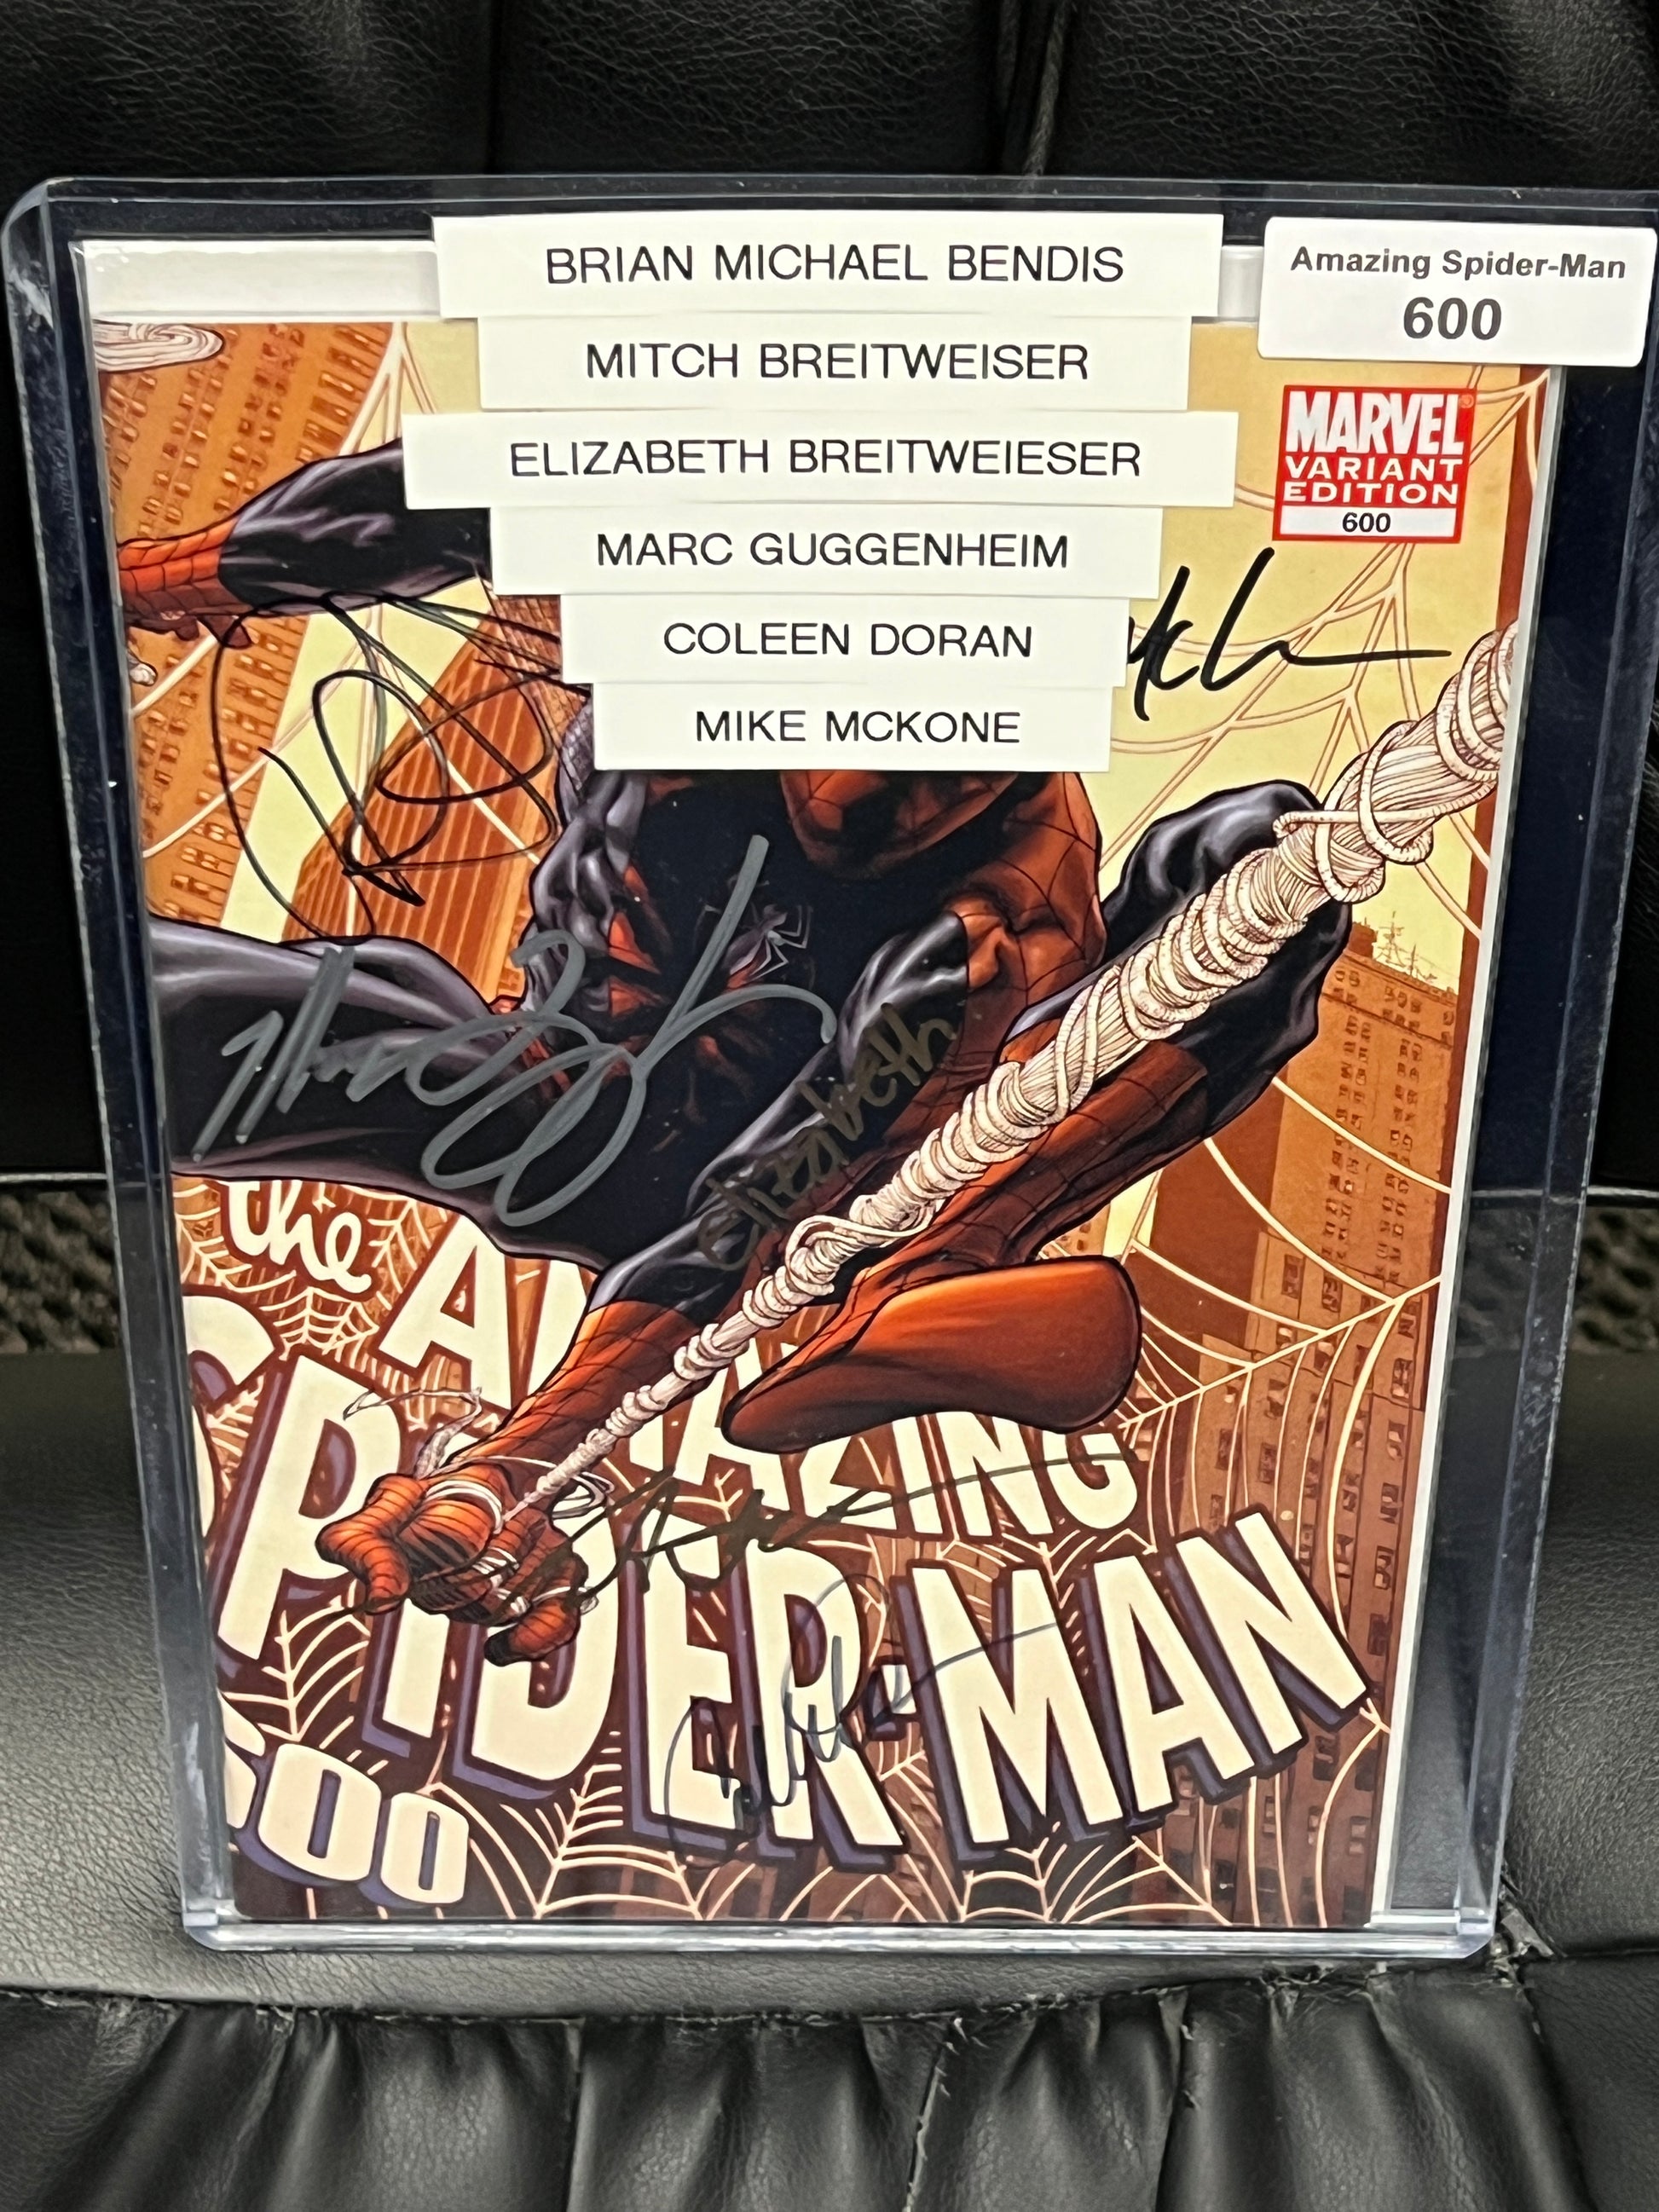 BRIAN MICHAEL BENDIS
MITCH BREITWEISER
ELIZABETH BREITWEIESER
MARC GUGGENHEIM
COLEEN DORAN
MIKE MCKONE
Amazing Spider-Man
600
MARVEL
VARIANT
EDITION
600
Elizabeth
the AMAZING
SPIDER-MAN
600